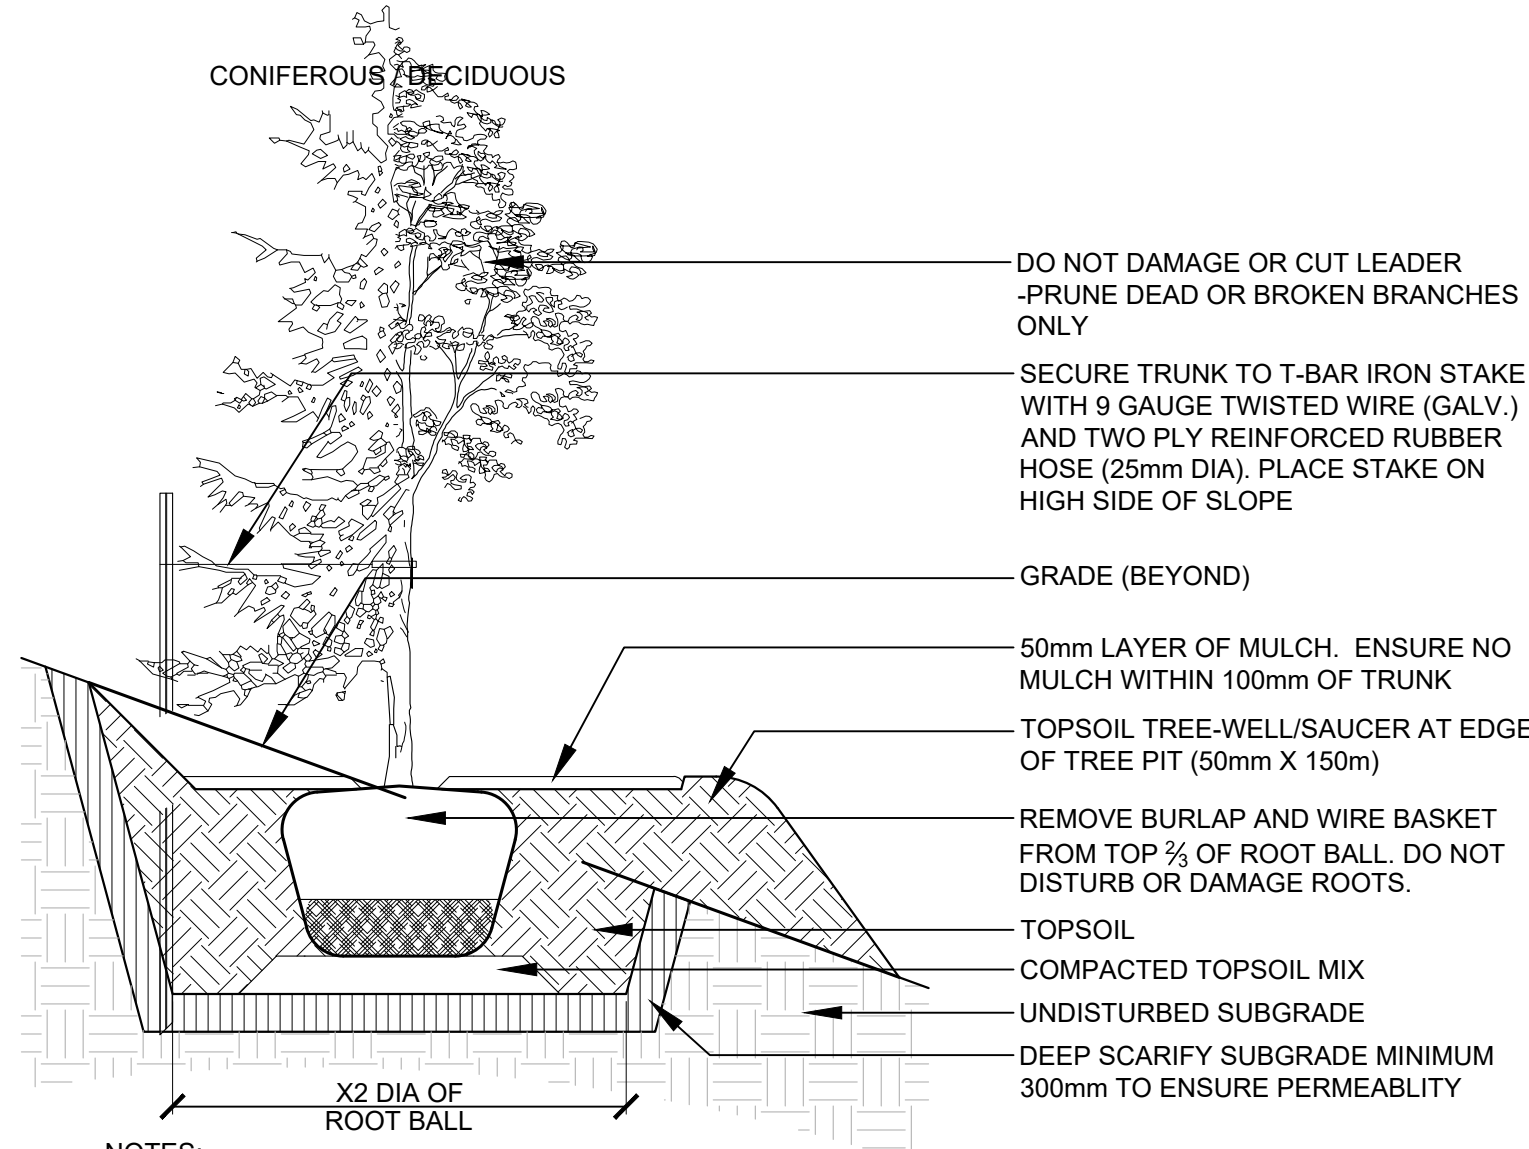 CONIFEROUS / DECIDUOUS
DO NOT DAMAGE OR CUT LEADER
-PRUNE DEAD OR BROKEN BRANCHES
ONLY
SECURE TRUNK TO T-BAR IRON STAKE
WITH 9 GAUGE TWISTED WIRE (GALV.)
AND TWO PLY REINFORCED RUBBER
HOSE (25mm DIA). PLACE STAKE ON
HIGH SIDE OF SLOPE
GRADE (BEYOND)
50mm LAYER OF MULCH. ENSURE NO
MULCH WITHIN 100mm OF TRUNK
TOPSOIL TREE-WELL/SAUCER AT EDGE
OF TREE PIT (50mm X 150m)
REMOVE BURLAP AND WIRE BASKET
FROM TOP ⅔ OF ROOT BALL. DO NOT
DISTURB OR DAMAGE ROOTS.
TOPSOIL
COMPACTED TOPSOIL MIX
UNDISTURBED SUBGRADE
DEEP SCARIFY SUBGRADE MINIMUM
300mm TO ENSURE PERMEABLITY
X2 DIA OF
ROOT BALL
NOTES: